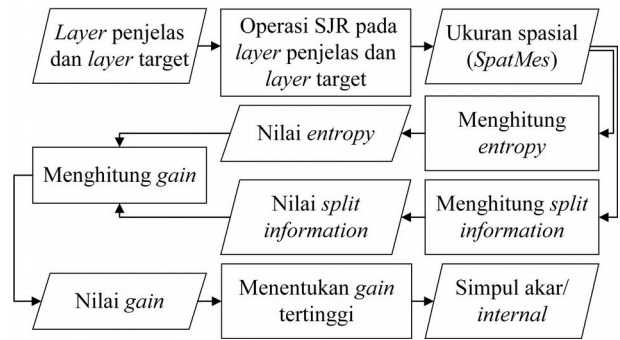 Layer penjelas
dan layer target
Operasi SJR pada
layer penjelas dan
layer target
Ukuran spasial
(SpatMes)
Nilai entropy
Menghitung
entropy
Menghitung gain
Nilai split
information
Menghitung split
information
Nilai gain
Menentukan gain
tertinggi
Simpul akar/
internal